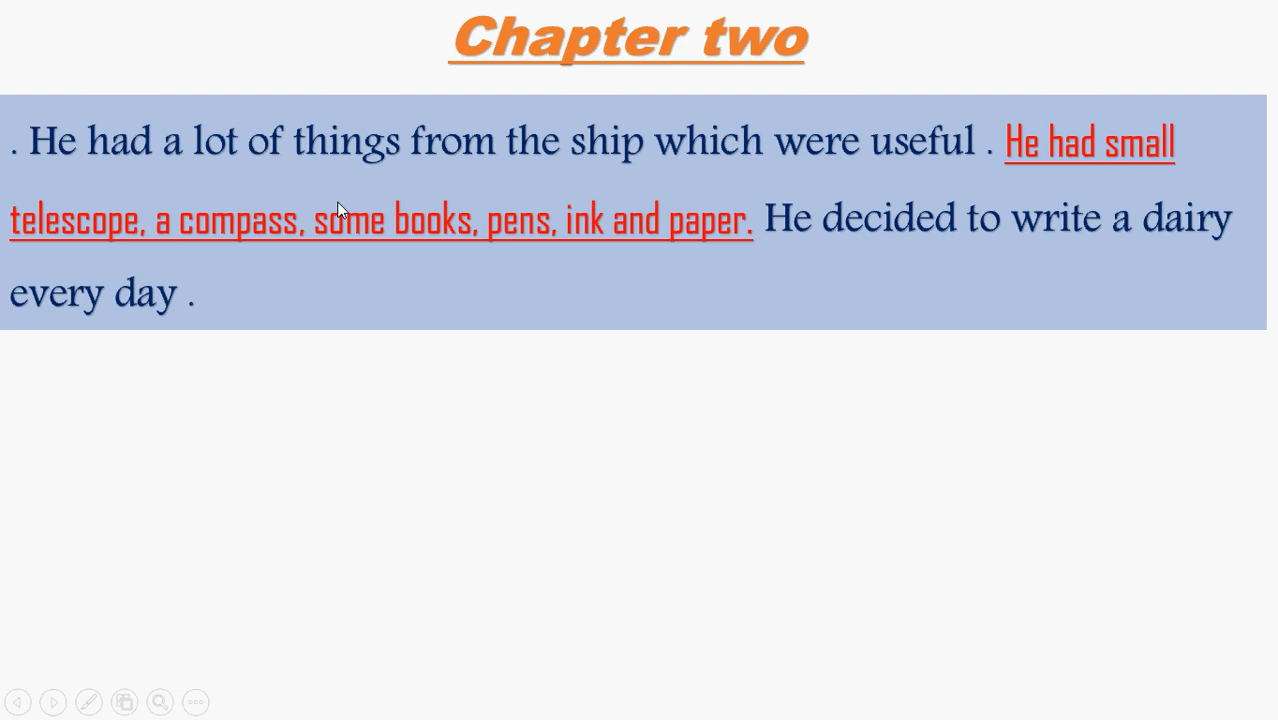 Chapter two
. He had a lot of things from the ship which were useful . He had small
telescope, a compass, some books, pens, ink and paper. He decided to write a dairy
every day .